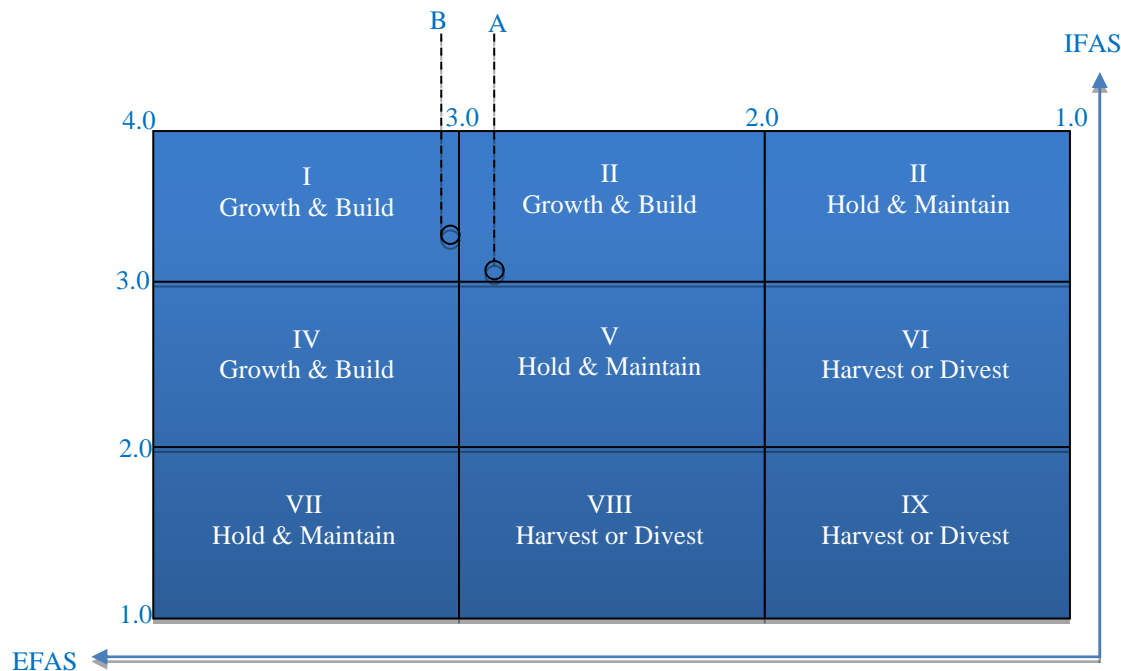 B
A
IFAS
4.0
3.0
2.0
1.0
I
Growth & Build
II
Growth & Build
II
Hold & Maintain
3.0
IV
Growth & Build
V
Hold & Maintain
VI
Harvest or Divest
2.0
VII
Hold & Maintain
VIII
Harvest or Divest
IX
Harvest or Divest
1.0
EFAS